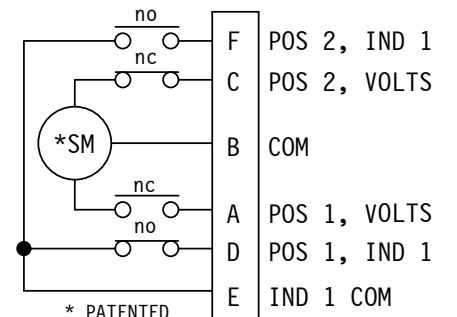 no
F POS 2, IND 1
nc
C POS 2, VOLTS
*SM B COM
nc
A POS 1, VOLTS
no
D POS 1, IND 1
E IND 1 COM
* PATENTED